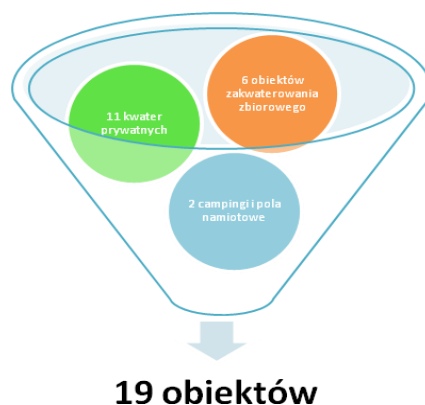 6 obiektów
zakwaterowania
zbiorowego
11 kwater
prywatnych
2 campingi i pola
namiotowe
19 obiektów